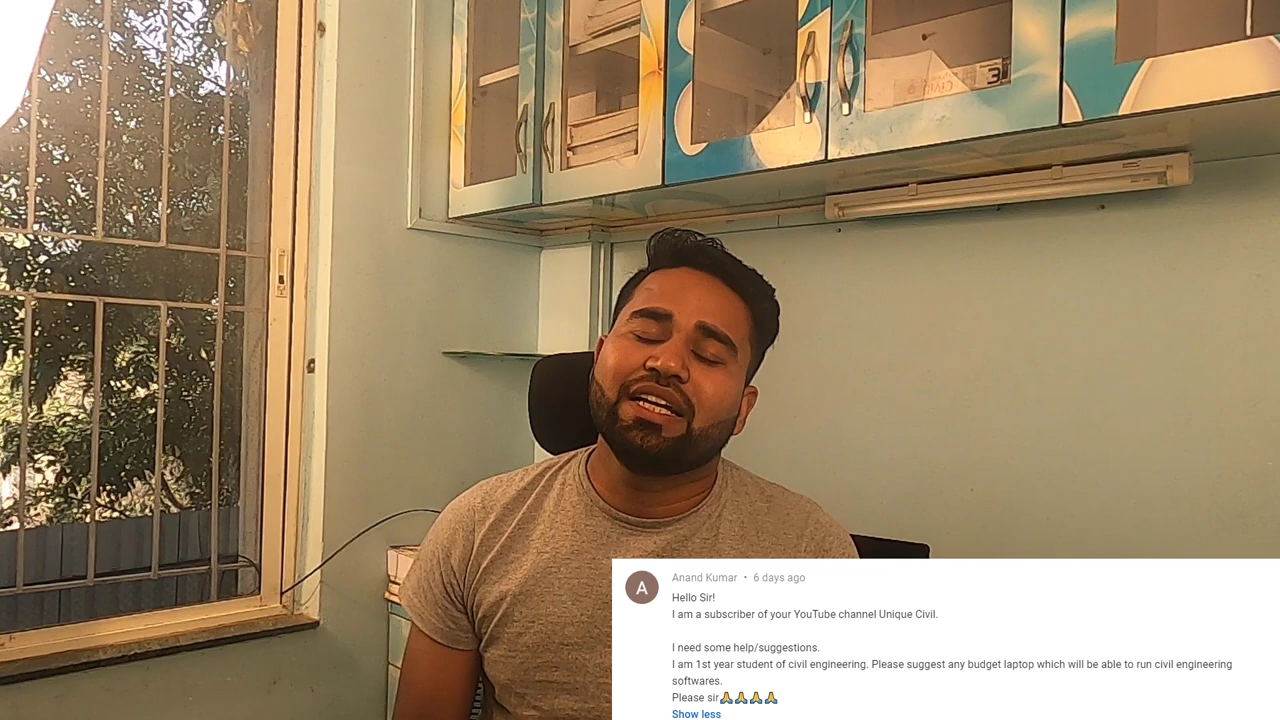 A
Anand Kumar • 6 days ago
Hello Sir!
I am a subscriber of your YouTube channel Unique Civil.
I need some help/suggestions.
I am 1st year student of civil engineering. Please suggest any budget laptop which will be able to run civil engineering
softwares.
Please sir🙏🙏🙏🙏
Show less